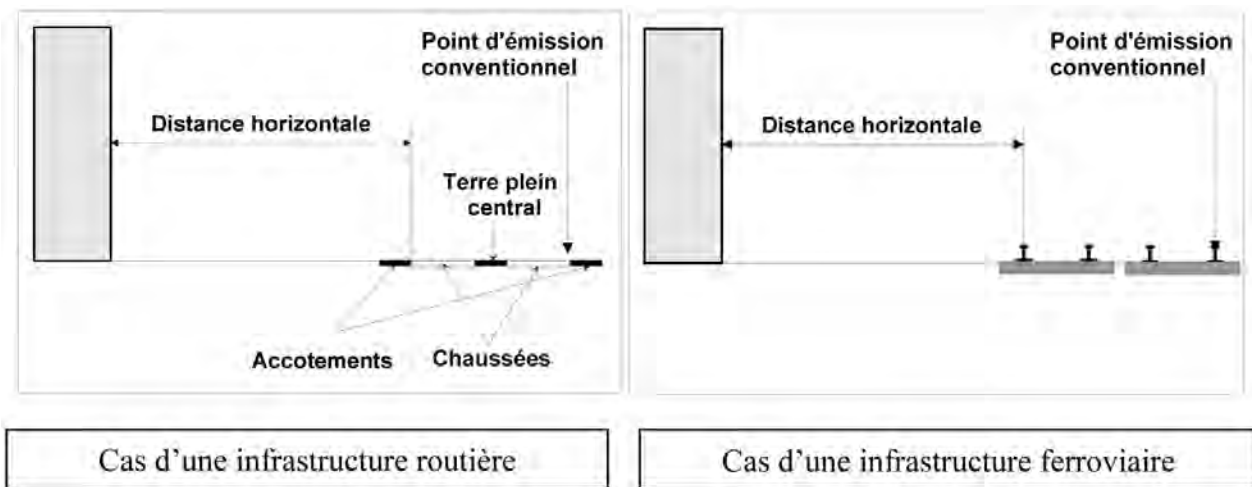 Point d'émission
conventionnel
Distance horizontale
Terre plein
central
Accotements
Chaussées
Cas d'une infrastructure routière
Point d'émission
conventionnel
Distance horizontale
Cas d'une infrastructure ferroviaire